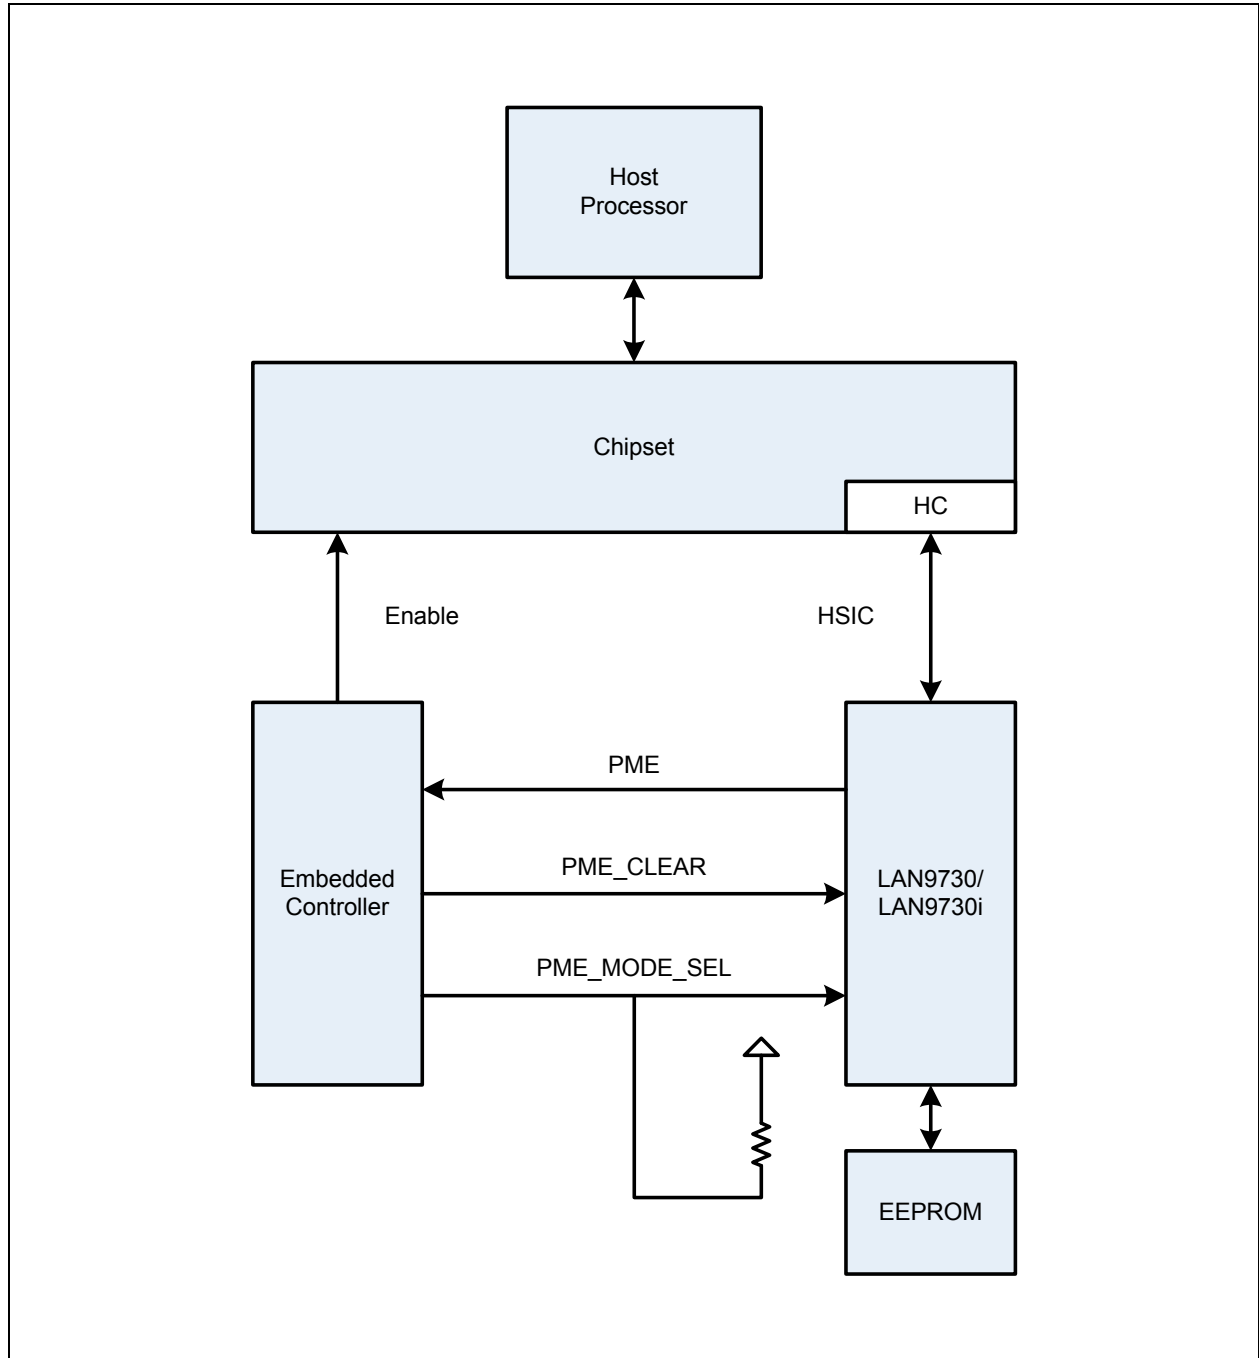 Host
Processor
Chipset
HC
Enable
HSIC
PME
PME_CLEAR
Embedded
Controller
LAN9730/
LAN9730i
PME_MODE_SEL
EEPROM